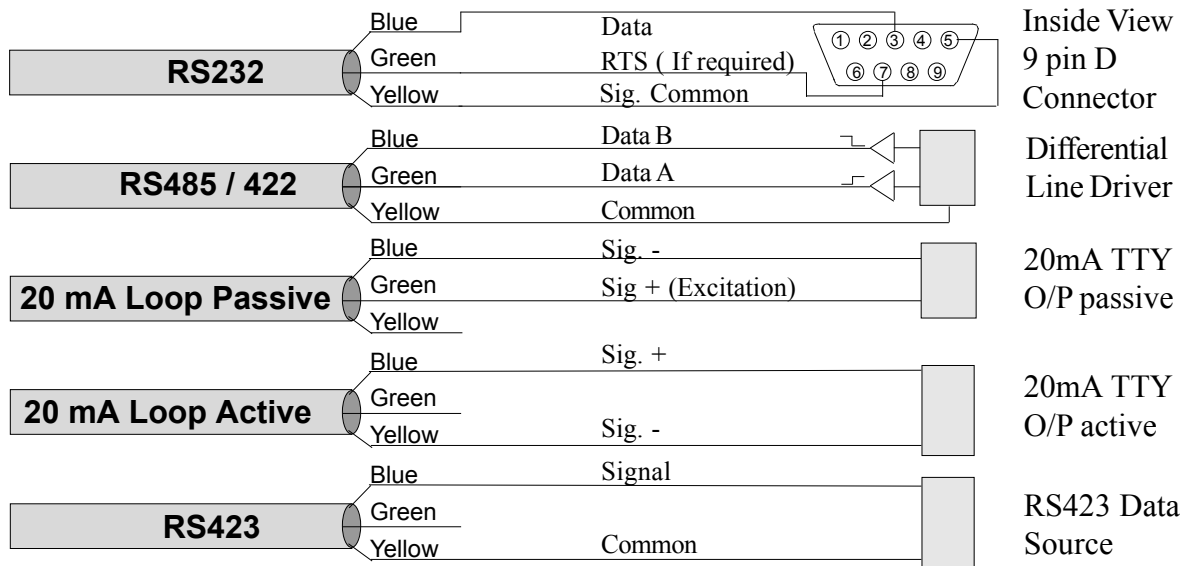 Blue Data Inside View
① ② ③ ④ ⑤
Green RTS ( If required) 9 pin D
RS232
⑥ ⑦ ⑧ ⑨
Yellow Sig. Common Connector
Blue Data B Differential
RS485 / 422 Green Data A Line Driver
Yellow Common
Blue Sig. - 20mA TTY
20 mA Loop Passive Green Sig + (Excitation) O/P passive
Yellow
Blue Sig. +
Green 20mA TTY
20 mA Loop Active
Yellow Sig. - O/P active
Blue Signal
Green RS423 Data
RS423
Yellow Common Source